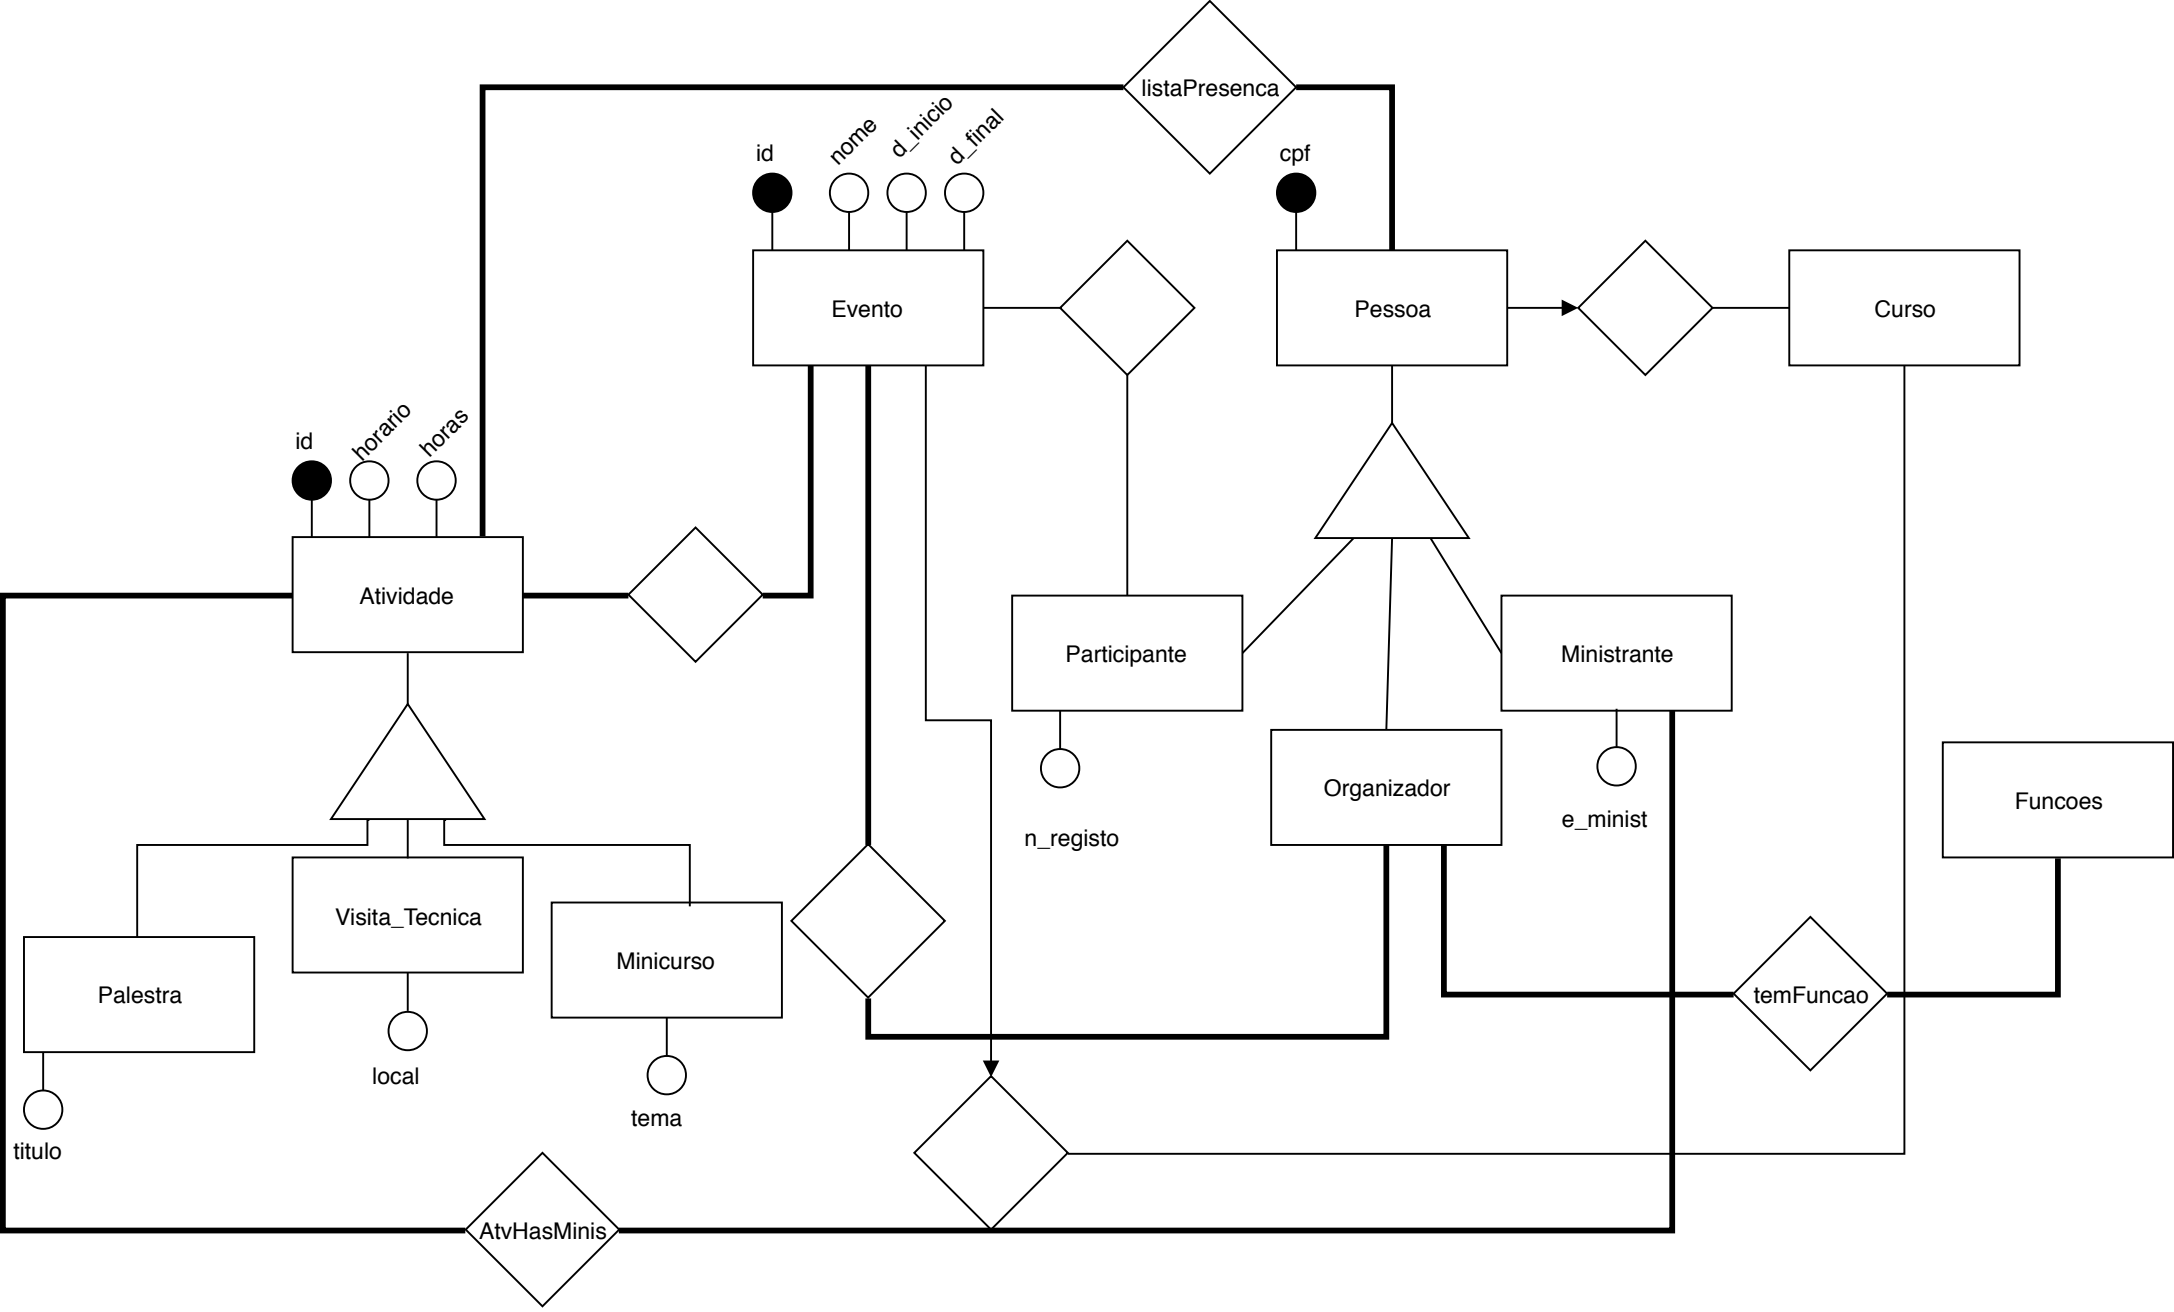 listaPresenca
id
nome
d_inicio
d_final
cpf
Evento
Pessoa
Curso
id
horario
horas
Atividade
Participante
Ministrante
Organizador
Funcoes
n_registo
e_minist
Visita_Tecnica
Minicurso
Palestra
temFuncao
local
tema
titulo
AtvHasMinis